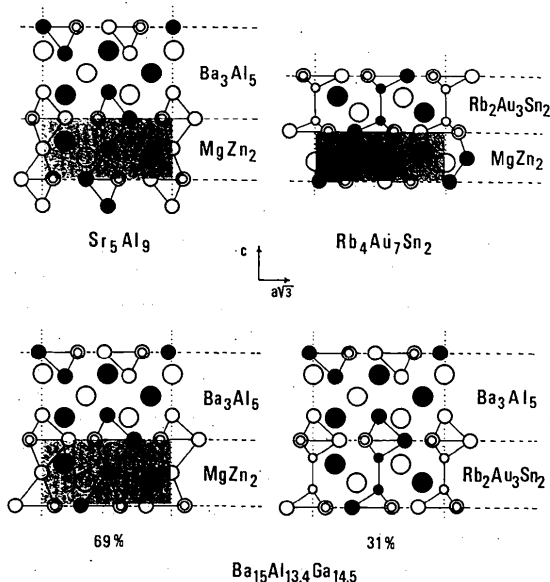 Ba₃Al₅
Rb₂Au₃Sn₂
MgZn₂
MgZn₂
Sr₅Al₉
Rb₄Au₇Sn₂
c
a√3
Ba₃Al₅
Ba₃Al₅
MgZn₂
Rb₂Au₃Sn₂
69%
31%
Ba₁₅Al₁₃.₄Ga₁₄.₅